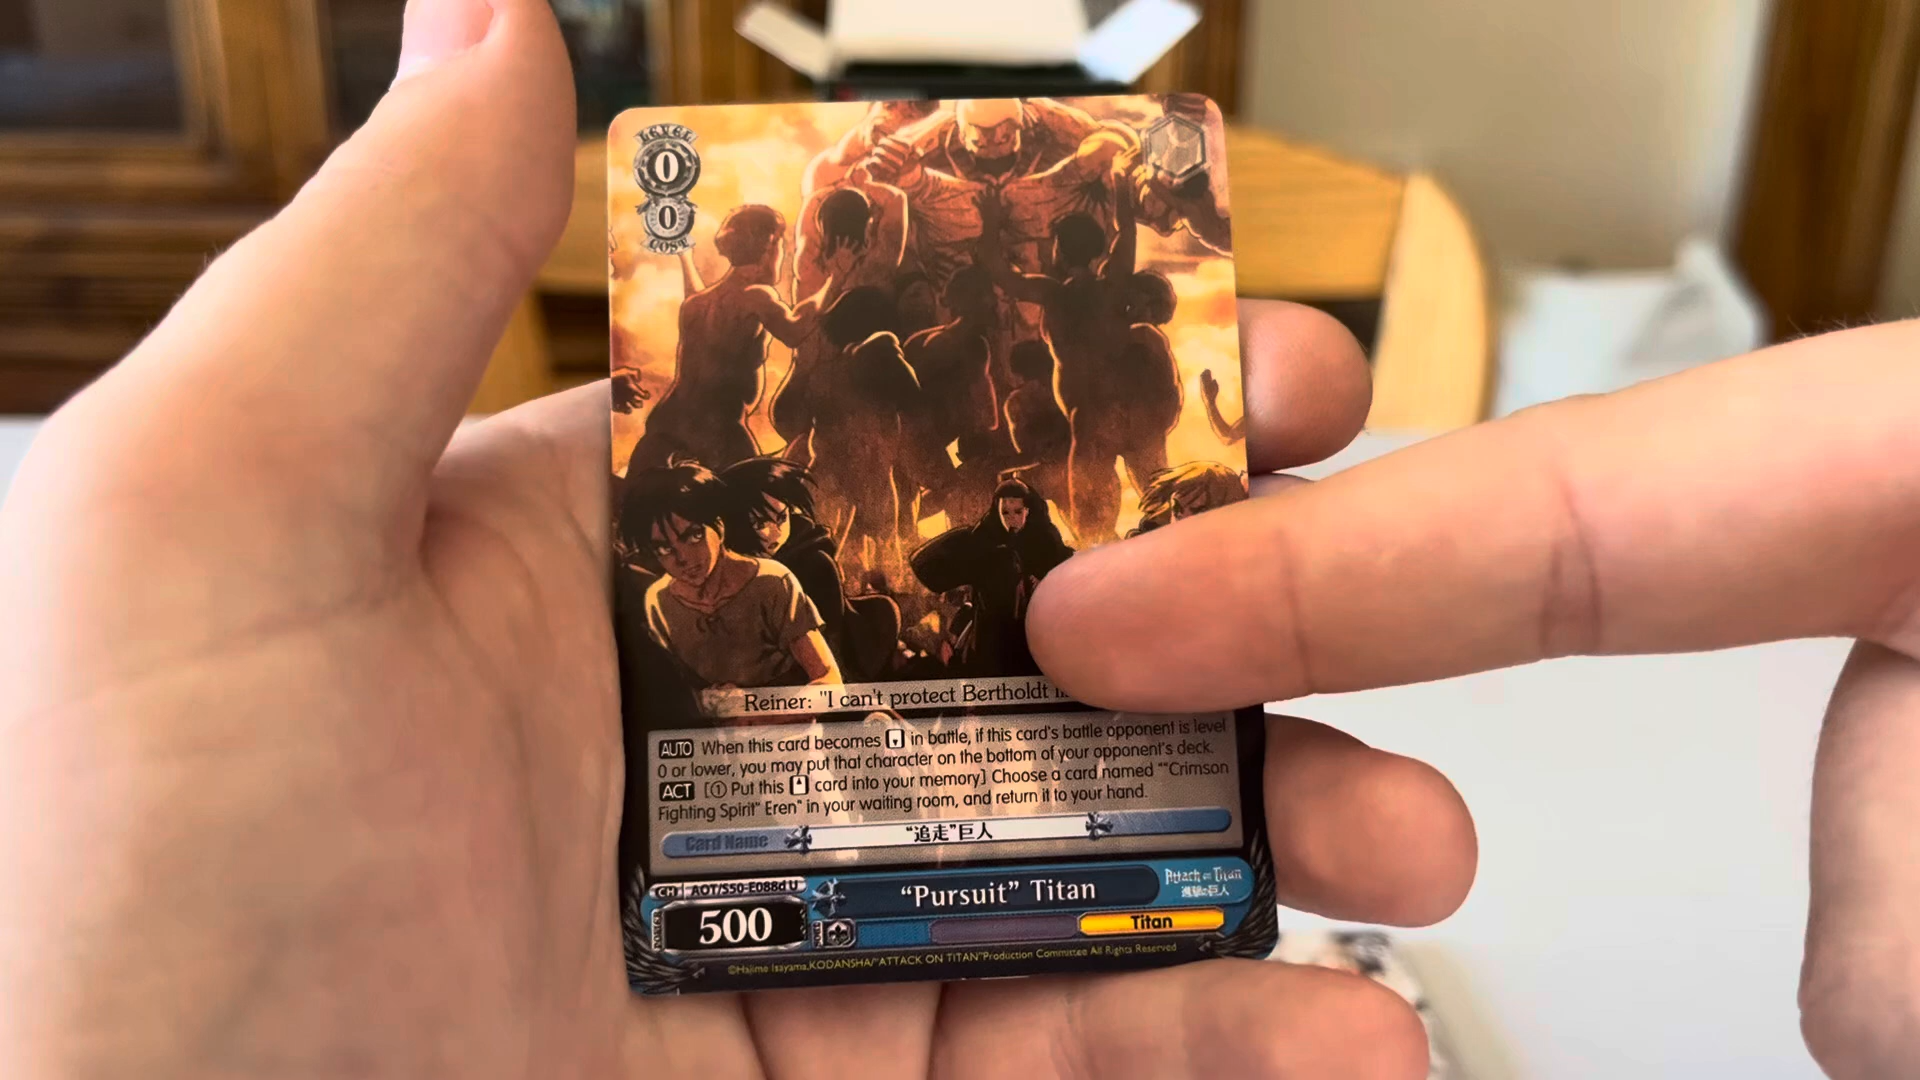 LEVEL
0
0
COST
Reiner: "I can't protect Bertholdt
AUTO When this card becomes in battle, if this card's battle opponent is level
0 or lower, you may put that character on the bottom of your opponent's deck.
ACT [① Put this card into your memory] Choose a card named ""Crimson
Fighting Spirit" Eren" in your waiting room, and return it to your hand.
Card Name “追走”巨人
CH AOT/S50-E088d U
“Pursuit” Titan
Attack on Titan
進撃の巨人
500
Titan
©Hajime Isayama,KODANSHA/"ATTACK ON TITAN"Production Committee All Rights Reserved